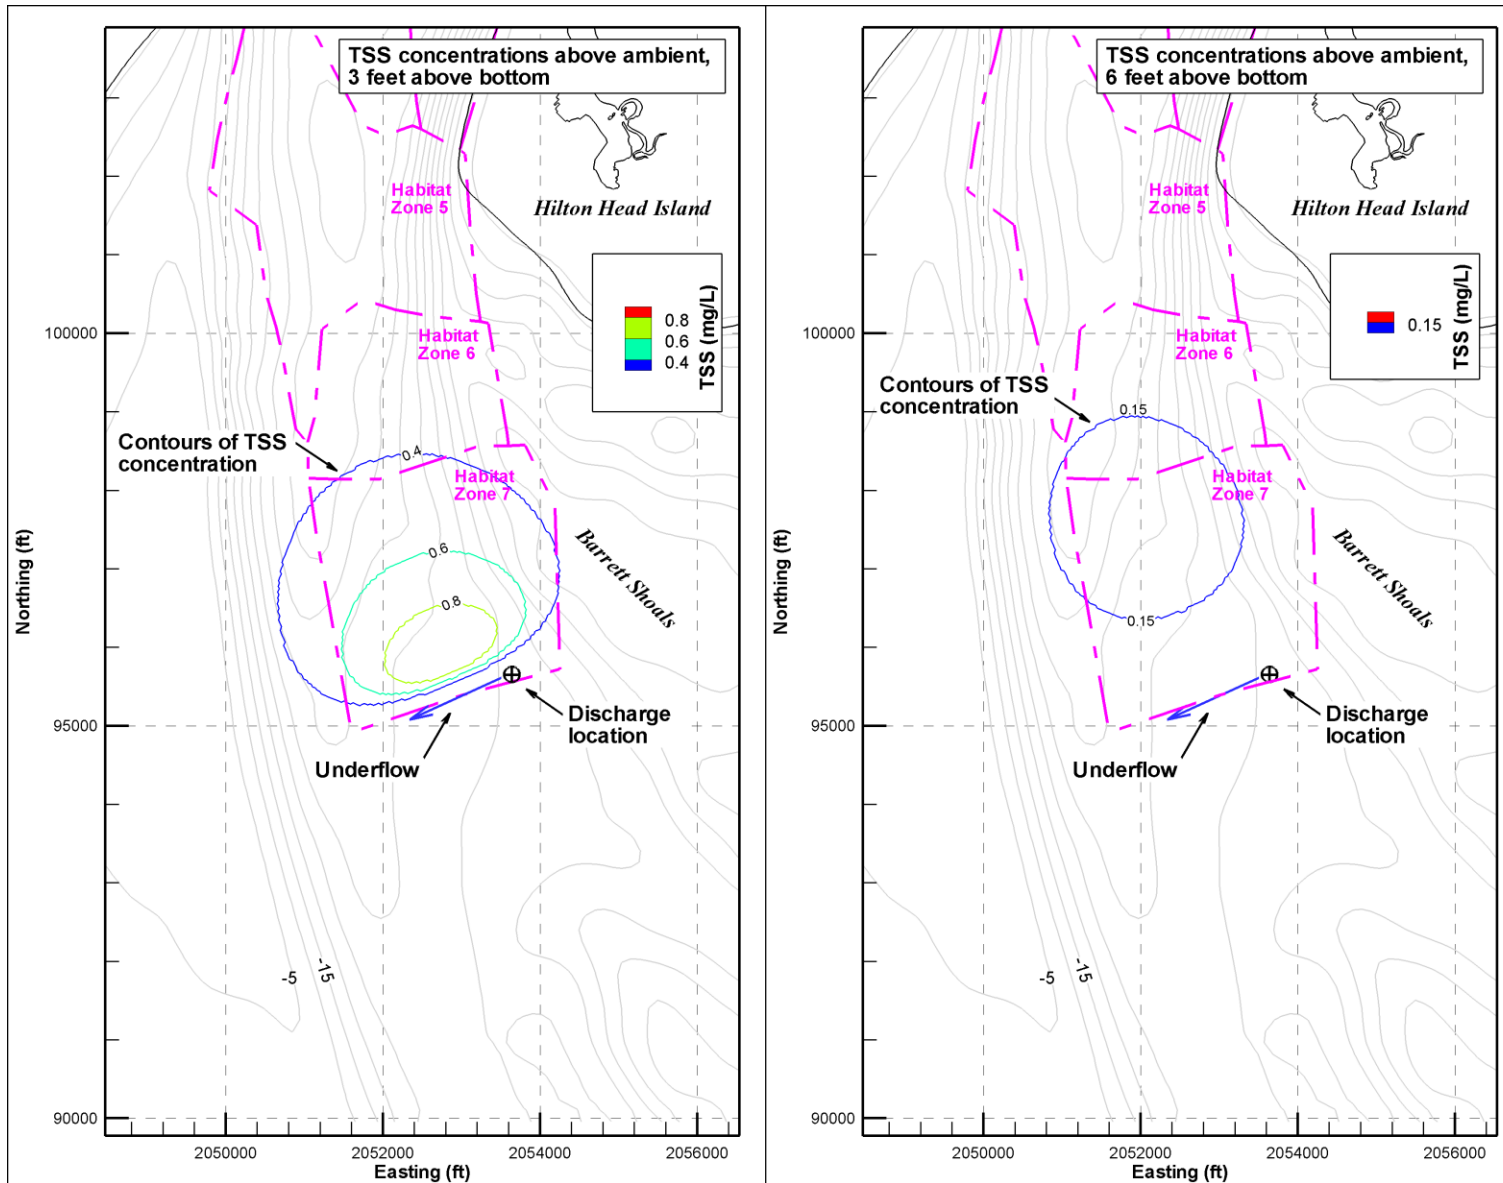 TSS concentrations above ambient,
3 feet above bottom
Habitat
Zone 5
Hilton Head Island
0.8
0.6
0.4
TSS (mg/L)
100000
Habitat
Zone 6
Contours of TSS
concentration
0.4
Habitat
Zone 7
0.6
0.8
Barrett Shoals
Northing (ft)
Discharge
location
95000
Underflow
-5
-15
90000
2050000
2052000
2054000
2056000
Easting (ft)
TSS concentrations above ambient,
6 feet above bottom
Habitat
Zone 5
Hilton Head Island
0.15
TSS (mg/L)
100000
Habitat
Zone 6
Contours of TSS
concentration
0.15
Habitat
Zone 7
Barrett Shoals
0.15
Northing (ft)
Discharge
location
95000
Underflow
-5
-15
90000
2050000
2052000
2054000
2056000
Easting (ft)